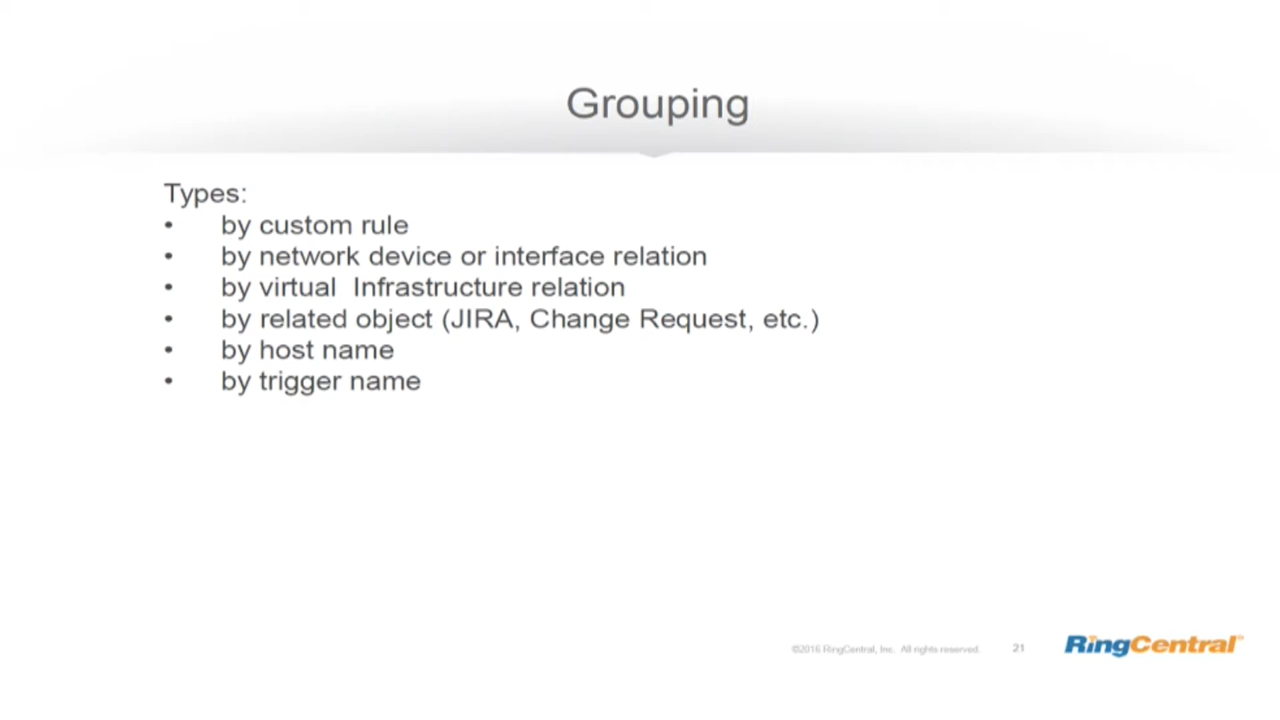 Grouping
Types:
• by custom rule
• by network device or interface relation
• by virtual  Infrastructure relation
• by related object (JIRA, Change Request, etc.)
• by host name
• by trigger name
©2016 RingCentral, Inc. All rights reserved. 21 RingCentral